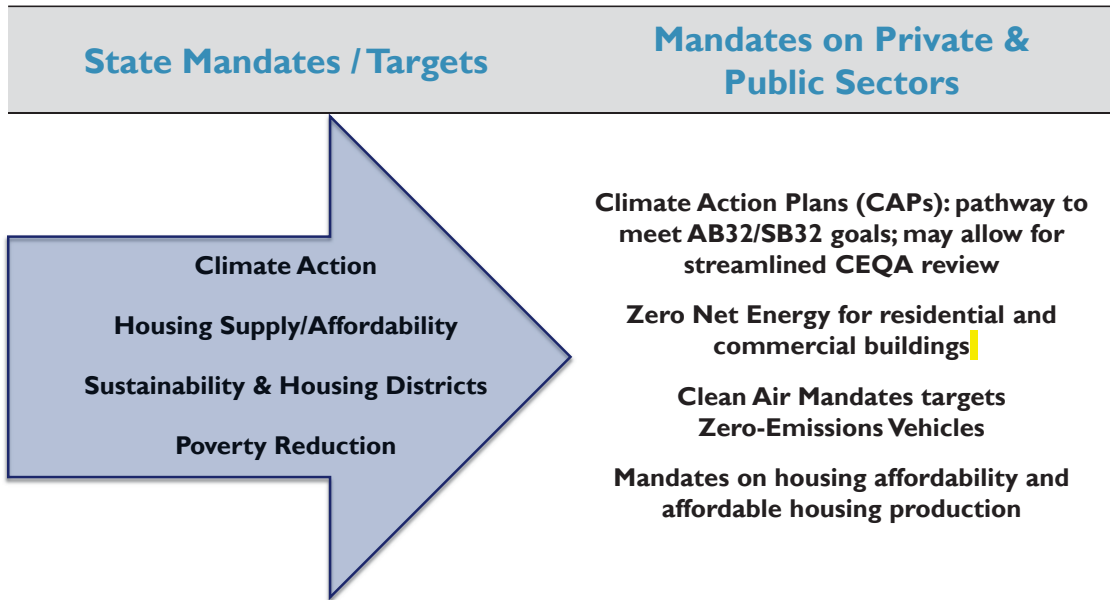 State Mandates / Targets
Mandates on Private &
Public Sectors
Climate Action
Housing Supply/Affordability
Sustainability & Housing Districts
Poverty Reduction
Climate Action Plans (CAPs): pathway to
meet AB32/SB32 goals; may allow for
streamlined CEQA review
Zero Net Energy for residential and
commercial buildings
Clean Air Mandates targets
Zero-Emissions Vehicles
Mandates on housing affordability and
affordable housing production